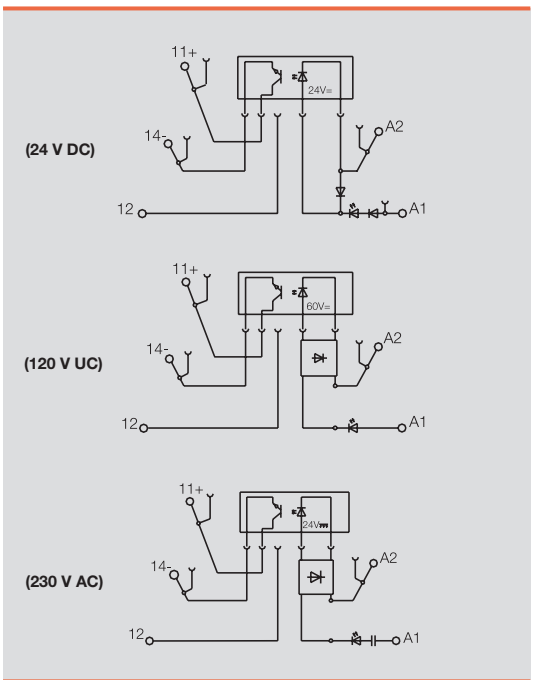 11+
24V=
14-
A2
(24 V DC)
12
A1
11+
60V=
14-
A2
(120 V UC)
12
A1
11+
24V
14-
A2
(230 V AC)
12
A1